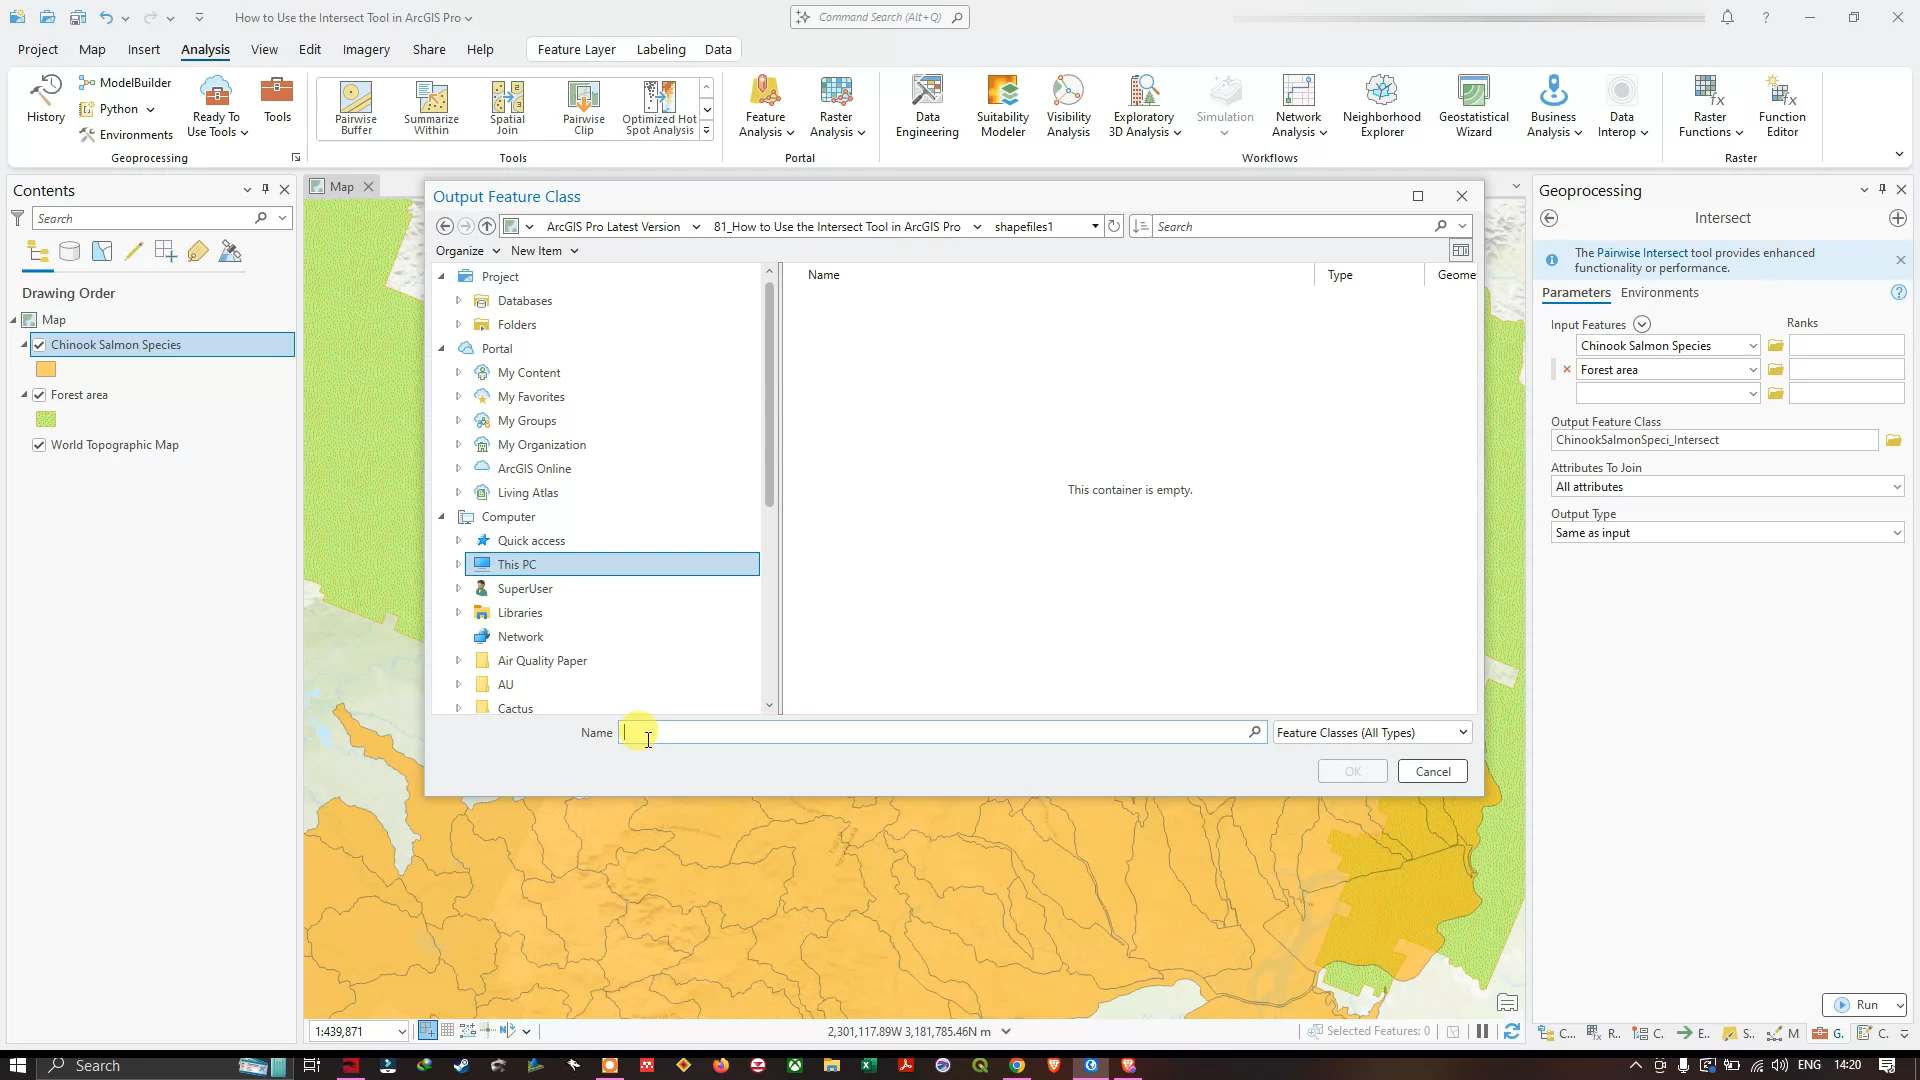 How to Use the Intersect Tool in ArcGIS Pro
Command Search (Alt+Q)
?
Project Map Insert Analysis View Edit Imagery Share Help Feature Layer Labeling Data
History
ModelBuilder
Python
Environments
Ready To Use Tools
Tools
Geoprocessing
Pairwise Buffer
Summarize Within
Spatial Join
Pairwise Clip
Optimized Hot Spot Analysis
Tools
Feature Analysis
Raster Analysis
Portal
Data Engineering
Suitability Modeler
Visibility Analysis
Exploratory 3D Analysis
Simulation
Network Analysis
Neighborhood Explorer
Geostatistical Wizard
Business Analysis
Data Interop
Workflows
Raster Functions
Function Editor
Raster
Contents
Search
Drawing Order
Map
Chinook Salmon Species
Forest area
World Topographic Map
Map
Output Feature Class
ArcGIS Pro Latest Version 81_How to Use the Intersect Tool in ArcGIS Pro shapefiles1
Search
Organize New Item
Project
Databases
Folders
Portal
My Content
My Favorites
My Groups
My Organization
ArcGIS Online
Living Atlas
Computer
Quick access
This PC
SuperUser
Libraries
Network
Air Quality Paper
AU
Cactus
Name Type Geome
This container is empty.
Name
Feature Classes (All Types)
OK Cancel
Geoprocessing
Intersect
The Pairwise Intersect tool provides enhanced
functionality or performance.
Parameters Environments
?
Input Features Ranks
Chinook Salmon Species
Forest area
Output Feature Class
ChinookSalmonSpeci_Intersect
Attributes To Join
All attributes
Output Type
Same as input
Run
1:439,871
2,301,117.89W 3,181,785.46N m
Selected Features: 0
C... R.. C. E.. S.. M G. C.
Search
ENG 14:20